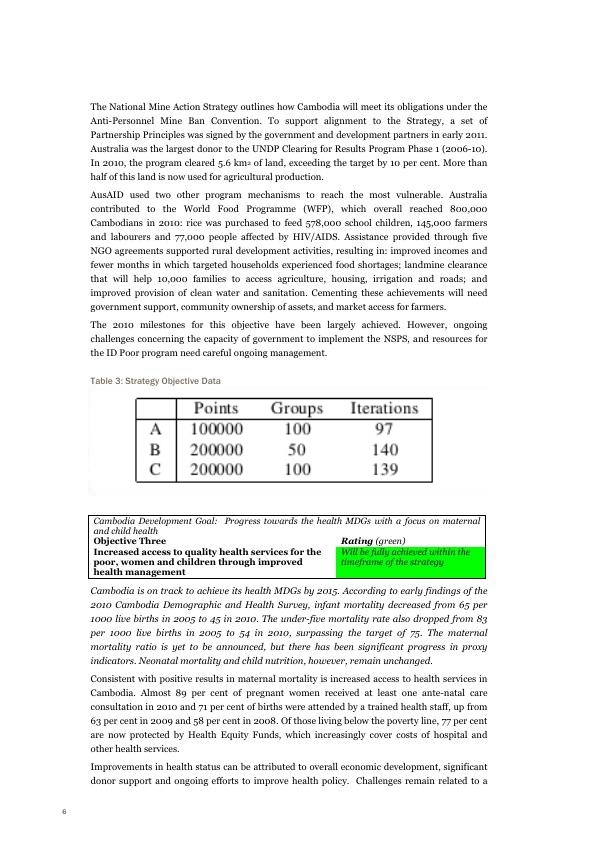 The National Mine Action Strategy outlines how Cambodia will meet its obligations under the
Anti-Personnel Mine Ban Convention. To support alignment to the Strategy, a set of
Partnership Principles was signed by the government and development partners in early 2011.
Australia was the largest donor to the UNDP Clearing for Results Program Phase 1 (2006-10).
In 2010, the program cleared 5.6 km² of land, exceeding the target by 10 per cent. More than
half of this land is now used for agricultural production.
AusAID used two other program mechanisms to reach the most vulnerable. Australia
contributed to the World Food Programme (WFP), which overall reached 800,000
Cambodians in 2010: rice was purchased to feed 578,000 school children, 145,000 farmers
and labourers and 77,000 people affected by HIV/AIDS. Assistance provided through five
NGO agreements supported rural development activities, resulting in: improved incomes and
fewer months in which targeted households experienced food shortages; landmine clearance
that will help 10,000 families to access agriculture, housing, irrigation and roads; and
improved provision of clean water and sanitation. Cementing these achievements will need
government support, community ownership of assets, and market access for farmers.
The 2010 milestones for this objective have been largely achieved. However, ongoing
challenges concerning the capacity of government to implement the NSPS, and resources for
the ID Poor program need careful ongoing management.
Table 3: Strategy Objective Data
Points Groups Iterations
A 100000 100 97
B 200000 50 140
C 200000 100 139
Cambodia Development Goal: Progress towards the health MDGs with a focus on maternal
and child health
Objective Three Rating (green)
Increased access to quality health services for the Will be fully achieved within the
poor, women and children through improved timeframe of the strategy
health management
Cambodia is on track to achieve its health MDGs by 2015. According to early findings of the
2010 Cambodia Demographic and Health Survey, infant mortality decreased from 65 per
1000 live births in 2005 to 45 in 2010. The under-five mortality rate also dropped from 83
per 1000 live births in 2005 to 54 in 2010, surpassing the target of 75. The maternal
mortality ratio is yet to be announced, but there has been significant progress in proxy
indicators. Neonatal mortality and child nutrition, however, remain unchanged.
Consistent with positive results in maternal mortality is increased access to health services in
Cambodia. Almost 89 per cent of pregnant women received at least one ante-natal care
consultation in 2010 and 71 per cent of births were attended by a trained health staff, up from
63 per cent in 2009 and 58 per cent in 2008. Of those living below the poverty line, 77 per cent
are now protected by Health Equity Funds, which increasingly cover costs of hospital and
other health services.
Improvements in health status can be attributed to overall economic development, significant
donor support and ongoing efforts to improve health policy. Challenges remain related to a
6